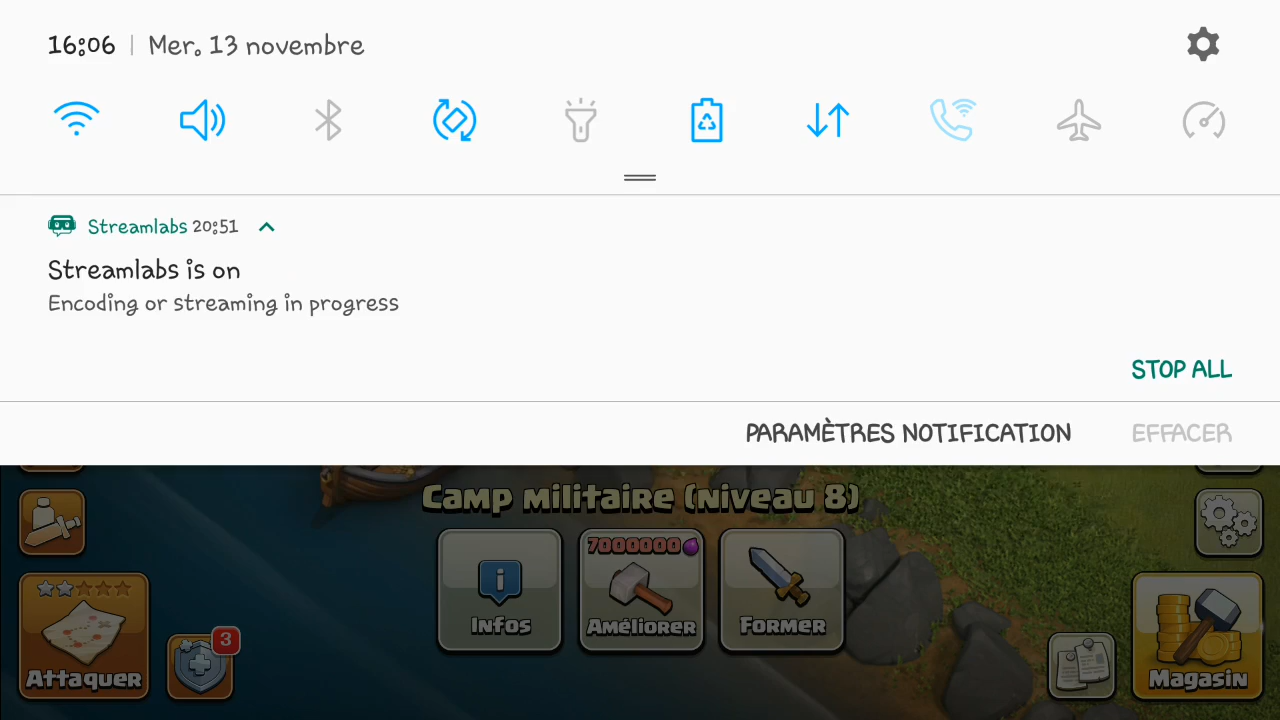 16:06 | Mer. 13 novembre
Streamlabs 20:51
Streamlabs is on
Encoding or streaming in progress
STOP ALL
PARAMÈTRES NOTIFICATION EFFACER
Camp militaire (niveau 8)
7000000
Infos Améliorer Former
3
Attaquer
Magasin